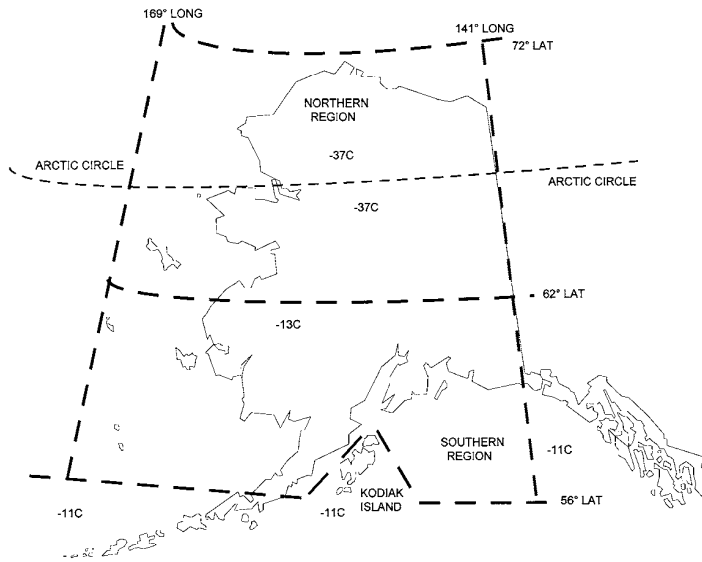 169° LONG
141° LONG
72° LAT
NORTHERN
REGION
-37C
ARCTIC CIRCLE
ARCTIC CIRCLE
-37C
62° LAT
-13C
SOUTHERN
REGION
-11C
KODIAK
ISLAND
56° LAT
-11C
-11C